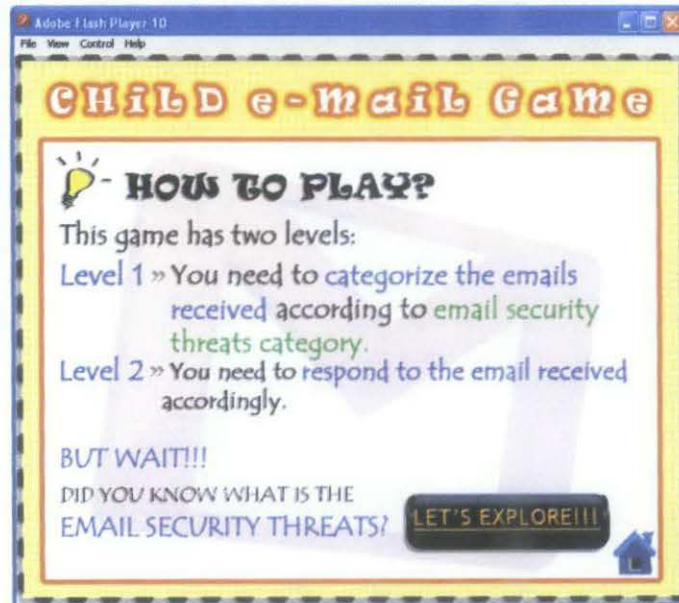 Adobe Flash Player 10
File View Control Help
CHILD e-mail Game
HOW TO PLAY?
This game has two levels:
Level 1 » You need to categorize the emails
received according to email security
threats category.
Level 2 » You need to respond to the email received
accordingly.
BUT WAIT!!!
DID YOU KNOW WHAT IS THE
EMAIL SECURITY THREATS?
LET'S EXPLORE!!!